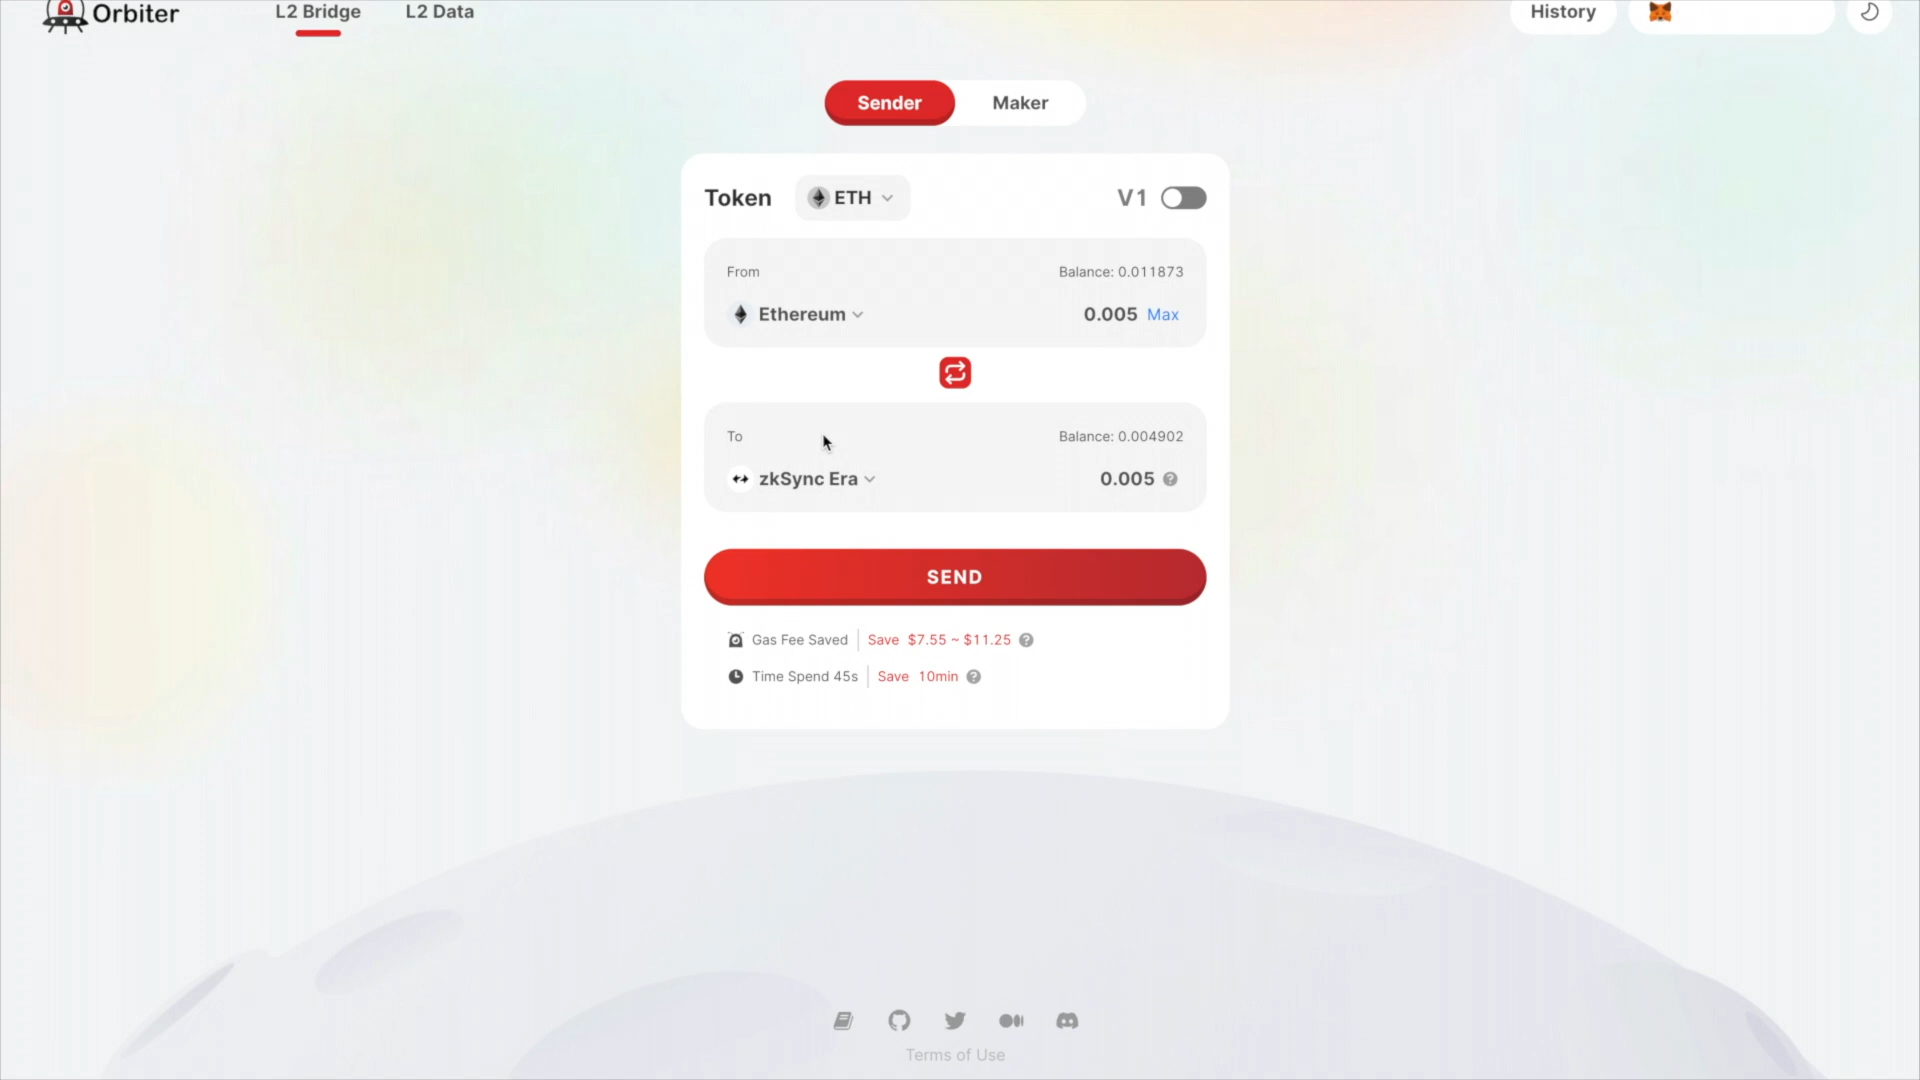 Orbiter
L2 Bridge
L2 Data
History
Sender
Maker
Token
ETH
V1
From
Balance: 0.011873
Ethereum
0.005 Max
To
Balance: 0.004902
zkSync Era
0.005
SEND
Gas Fee Saved
Save $7.55 ~ $11.25
Time Spend 45s
Save 10min
Terms of Use